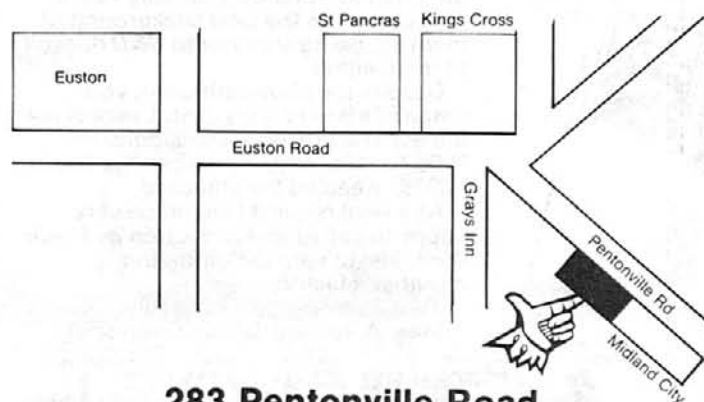 St Pancras
Kings Cross
Euston
Euston Road
Grays Inn
Pentonville Rd
Midland City
283 Pentonville Road